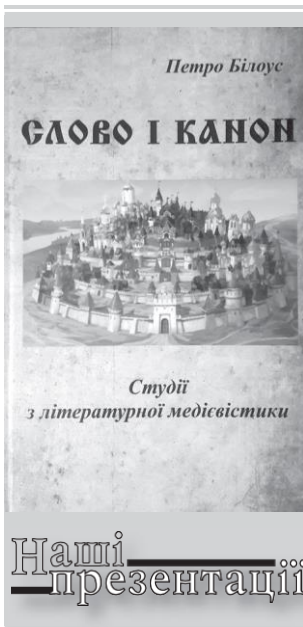 Петро Білоус
СЛОВО І КАНОН
Студії
з літературної медієвістики
Наші
презентації